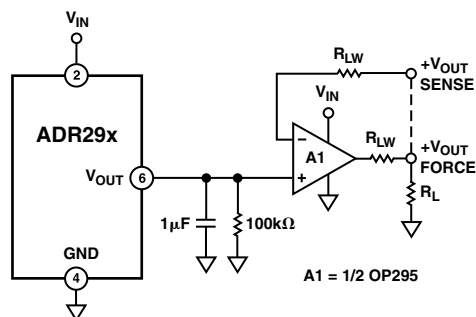 VIN
2
ADR29x
VOUT 6
GND
4
1µF
100kΩ
RLW
+VOUT
SENSE
VIN
−
A1
+
RLW
+VOUT
FORCE
RL
A1 = 1/2 OP295